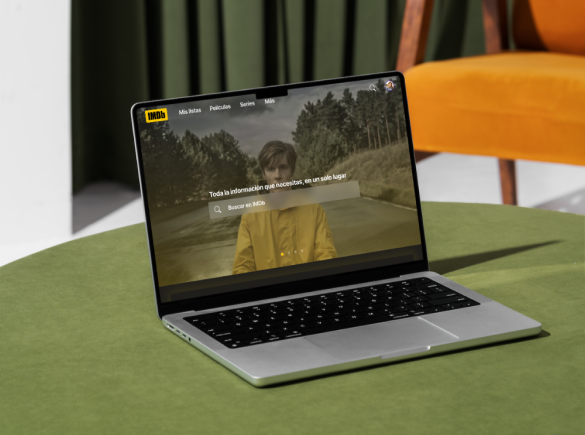 IMDb
Mis listas Películas Series Más
Toda la información que necesitas, en un solo lugar
Buscar en IMDb